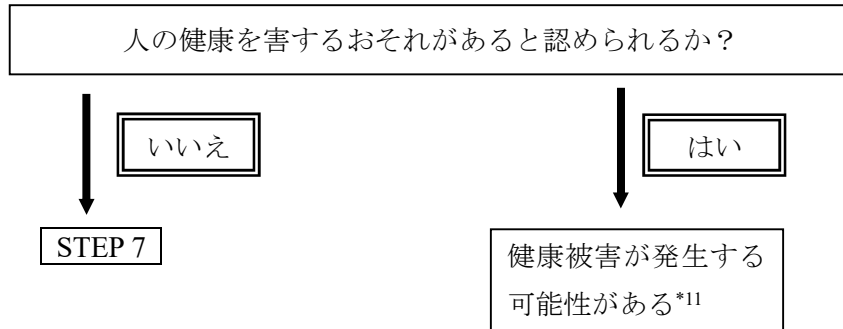 人の健康を害するおそれがあると認められるか?
いいえ
はい
STEP 7
健康被害が発生する
可能性がある*11